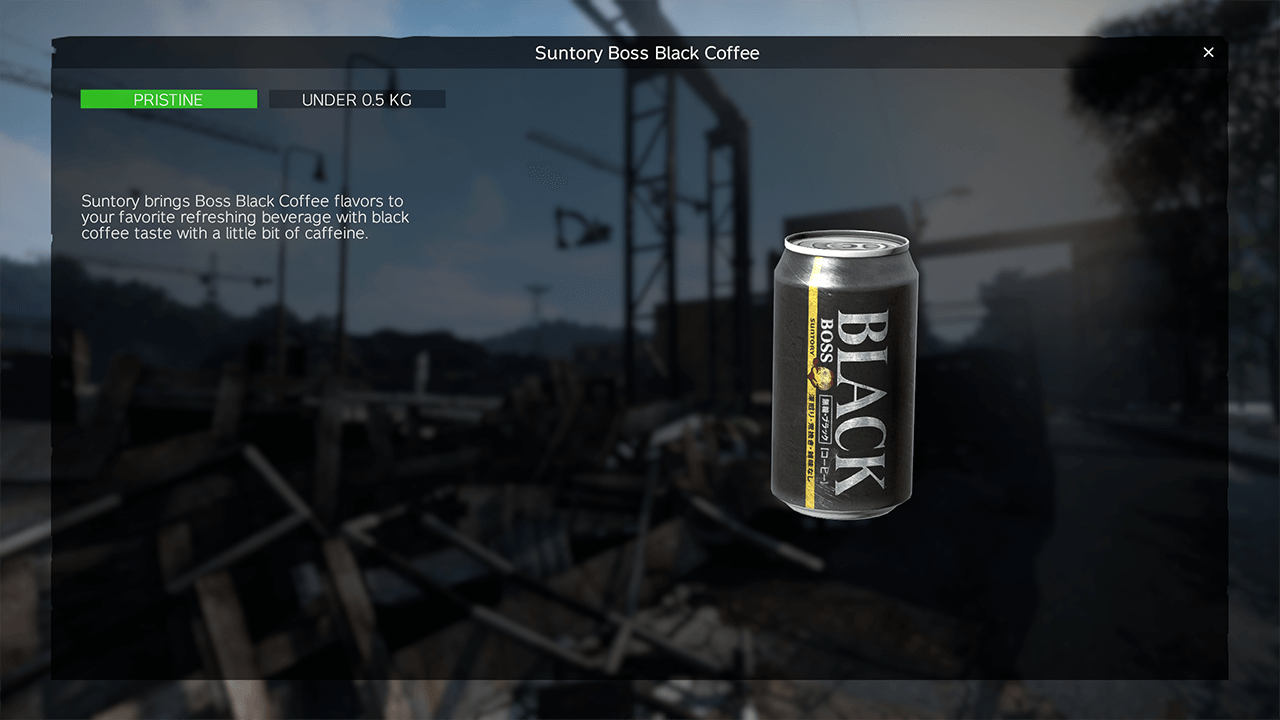 Suntory Boss Black Coffee
PRISTINE
UNDER 0.5 KG
Suntory brings Boss Black Coffee flavors to
your favorite refreshing beverage with black
coffee taste with a little bit of caffeine.
BLACK
BOSS
無糖・ブラック [コーヒー]
SUNTORY